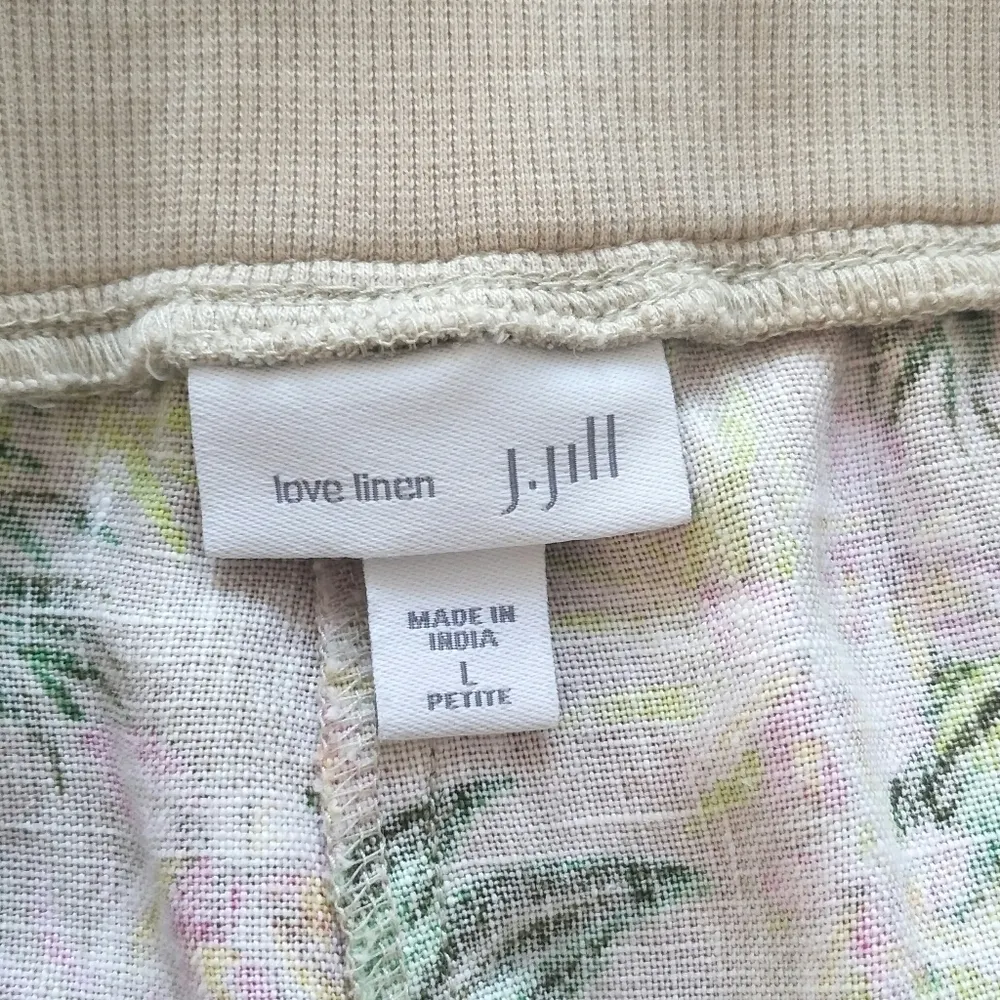 love linen J.Jill
MADE IN
INDIA
L
PETITE